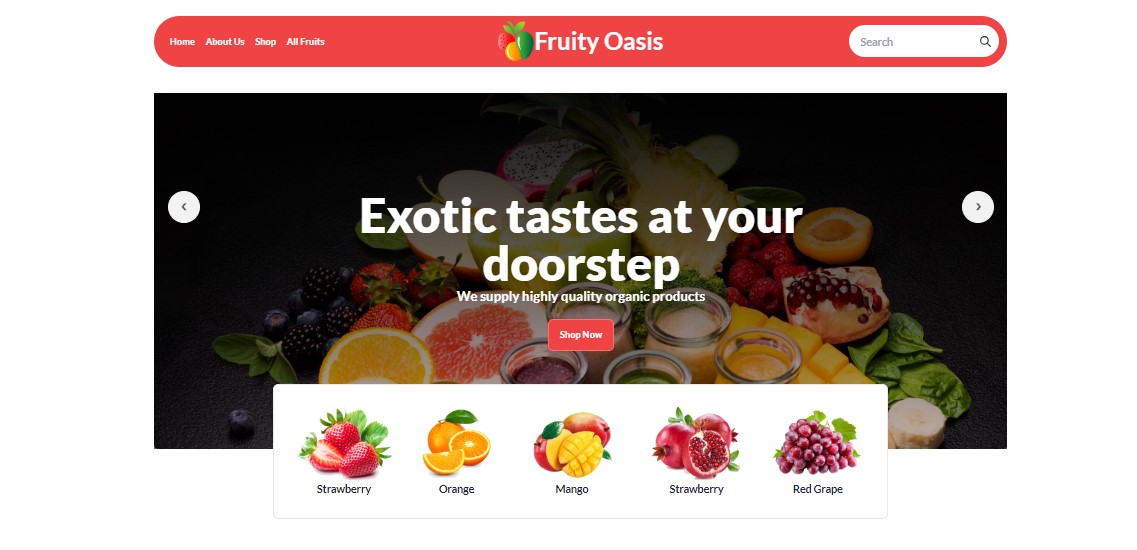 Home About Us Shop All Fruits
Fruity Oasis
Search
Exotic tastes at your
doorstep
We supply highly quality organic products
Shop Now
Strawberry Orange Mango Strawberry Red Grape